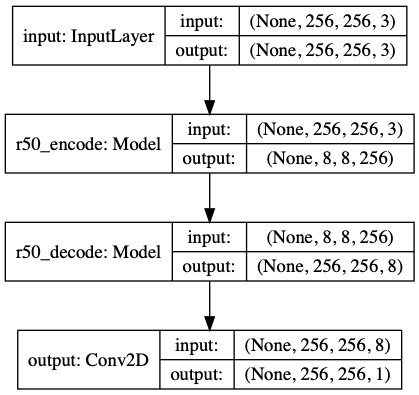 input: InputLayer
input: (None, 256, 256, 3)
output: (None, 256, 256, 3)
r50_encode: Model
input: (None, 256, 256, 3)
output: (None, 8, 8, 256)
r50_decode: Model
input: (None, 8, 8, 256)
output: (None, 256, 256, 8)
output: Conv2D
input: (None, 256, 256, 8)
output: (None, 256, 256, 1)